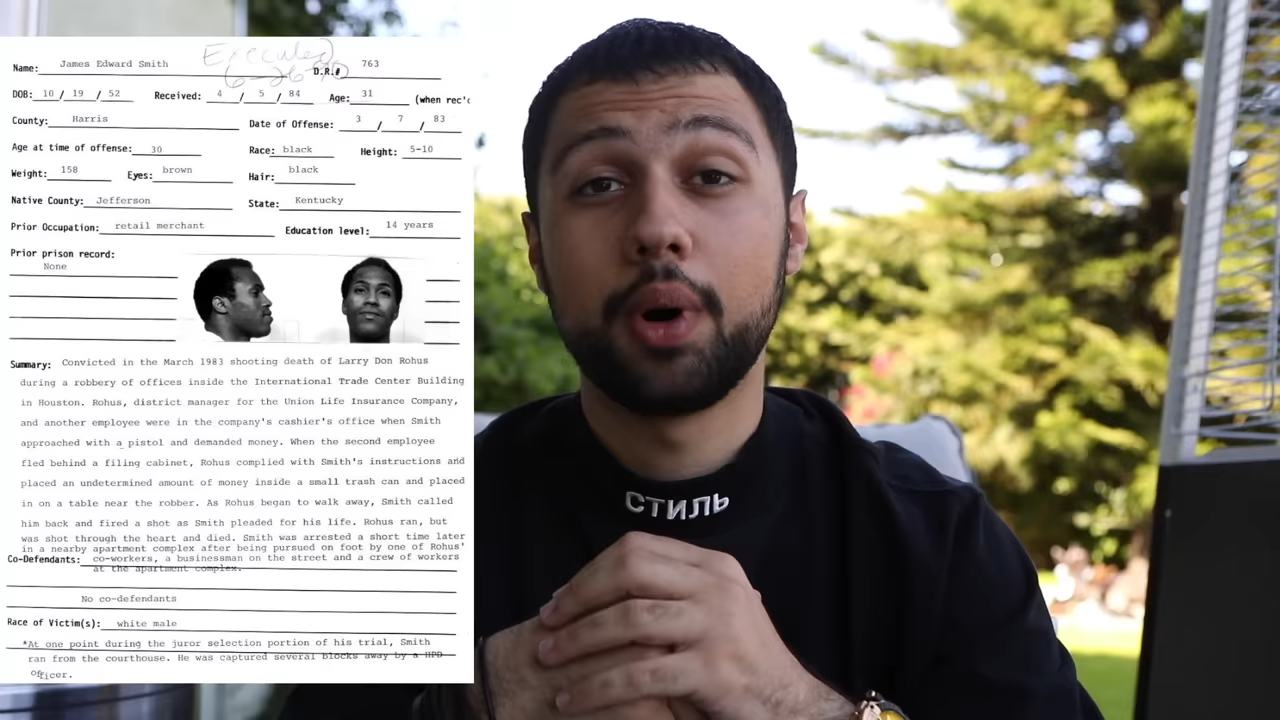 Executed
6-26-90
Name: James Edward Smith D.R.# 763
DOB: 10 / 19 / 52 Received: 4 / 5 / 84 Age: 31 (when rec'd
County: Harris Date of Offense: 3 / 7 / 83
Age at time of offense: 30 Race: black Height: 5-10
Weight: 158 Eyes: brown Hair: black
Native County: Jefferson State: Kentucky
Prior Occupation: retail merchant Education level: 14 years
Prior prison record:
None
Summary: Convicted in the March 1983 shooting death of Larry Don Rohus
during a robbery of offices inside the International Trade Center Building
in Houston. Rohus, district manager for the Union Life Insurance Company,
and another employee were in the company's cashier's office when Smith
approached with a pistol and demanded money. When the second employee
fled behind a filing cabinet, Rohus complied with Smith's instructions and
placed an undetermined amount of money inside a small trash can and placed
in on a table near the robber. As Rohus began to walk away, Smith called
him back and fired a shot as Smith pleaded for his life. Rohus ran, but
was shot through the heart and died. Smith was arrested a short time later
in a nearby apartment complex after being pursued on foot by one of Rohus'
Co-Defendants: co-workers, a businessman on the street and a crew of workers
at the apartment complex.
No co-defendants
Race of Victim(s): white male
*At one point during the juror selection portion of his trial, Smith
ran from the courthouse. He was captured several blocks away by a HPD
officer.
СТИЛЬ